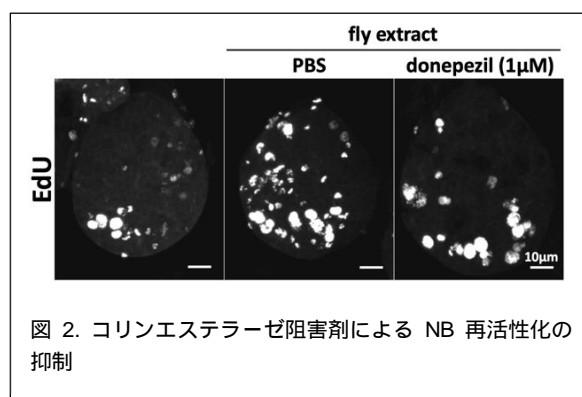 fly extract
PBS donepezil (1μM)
EdU
10μm
図 2. コリンエステラーゼ阻害剤による NB 再活性化の
抑制